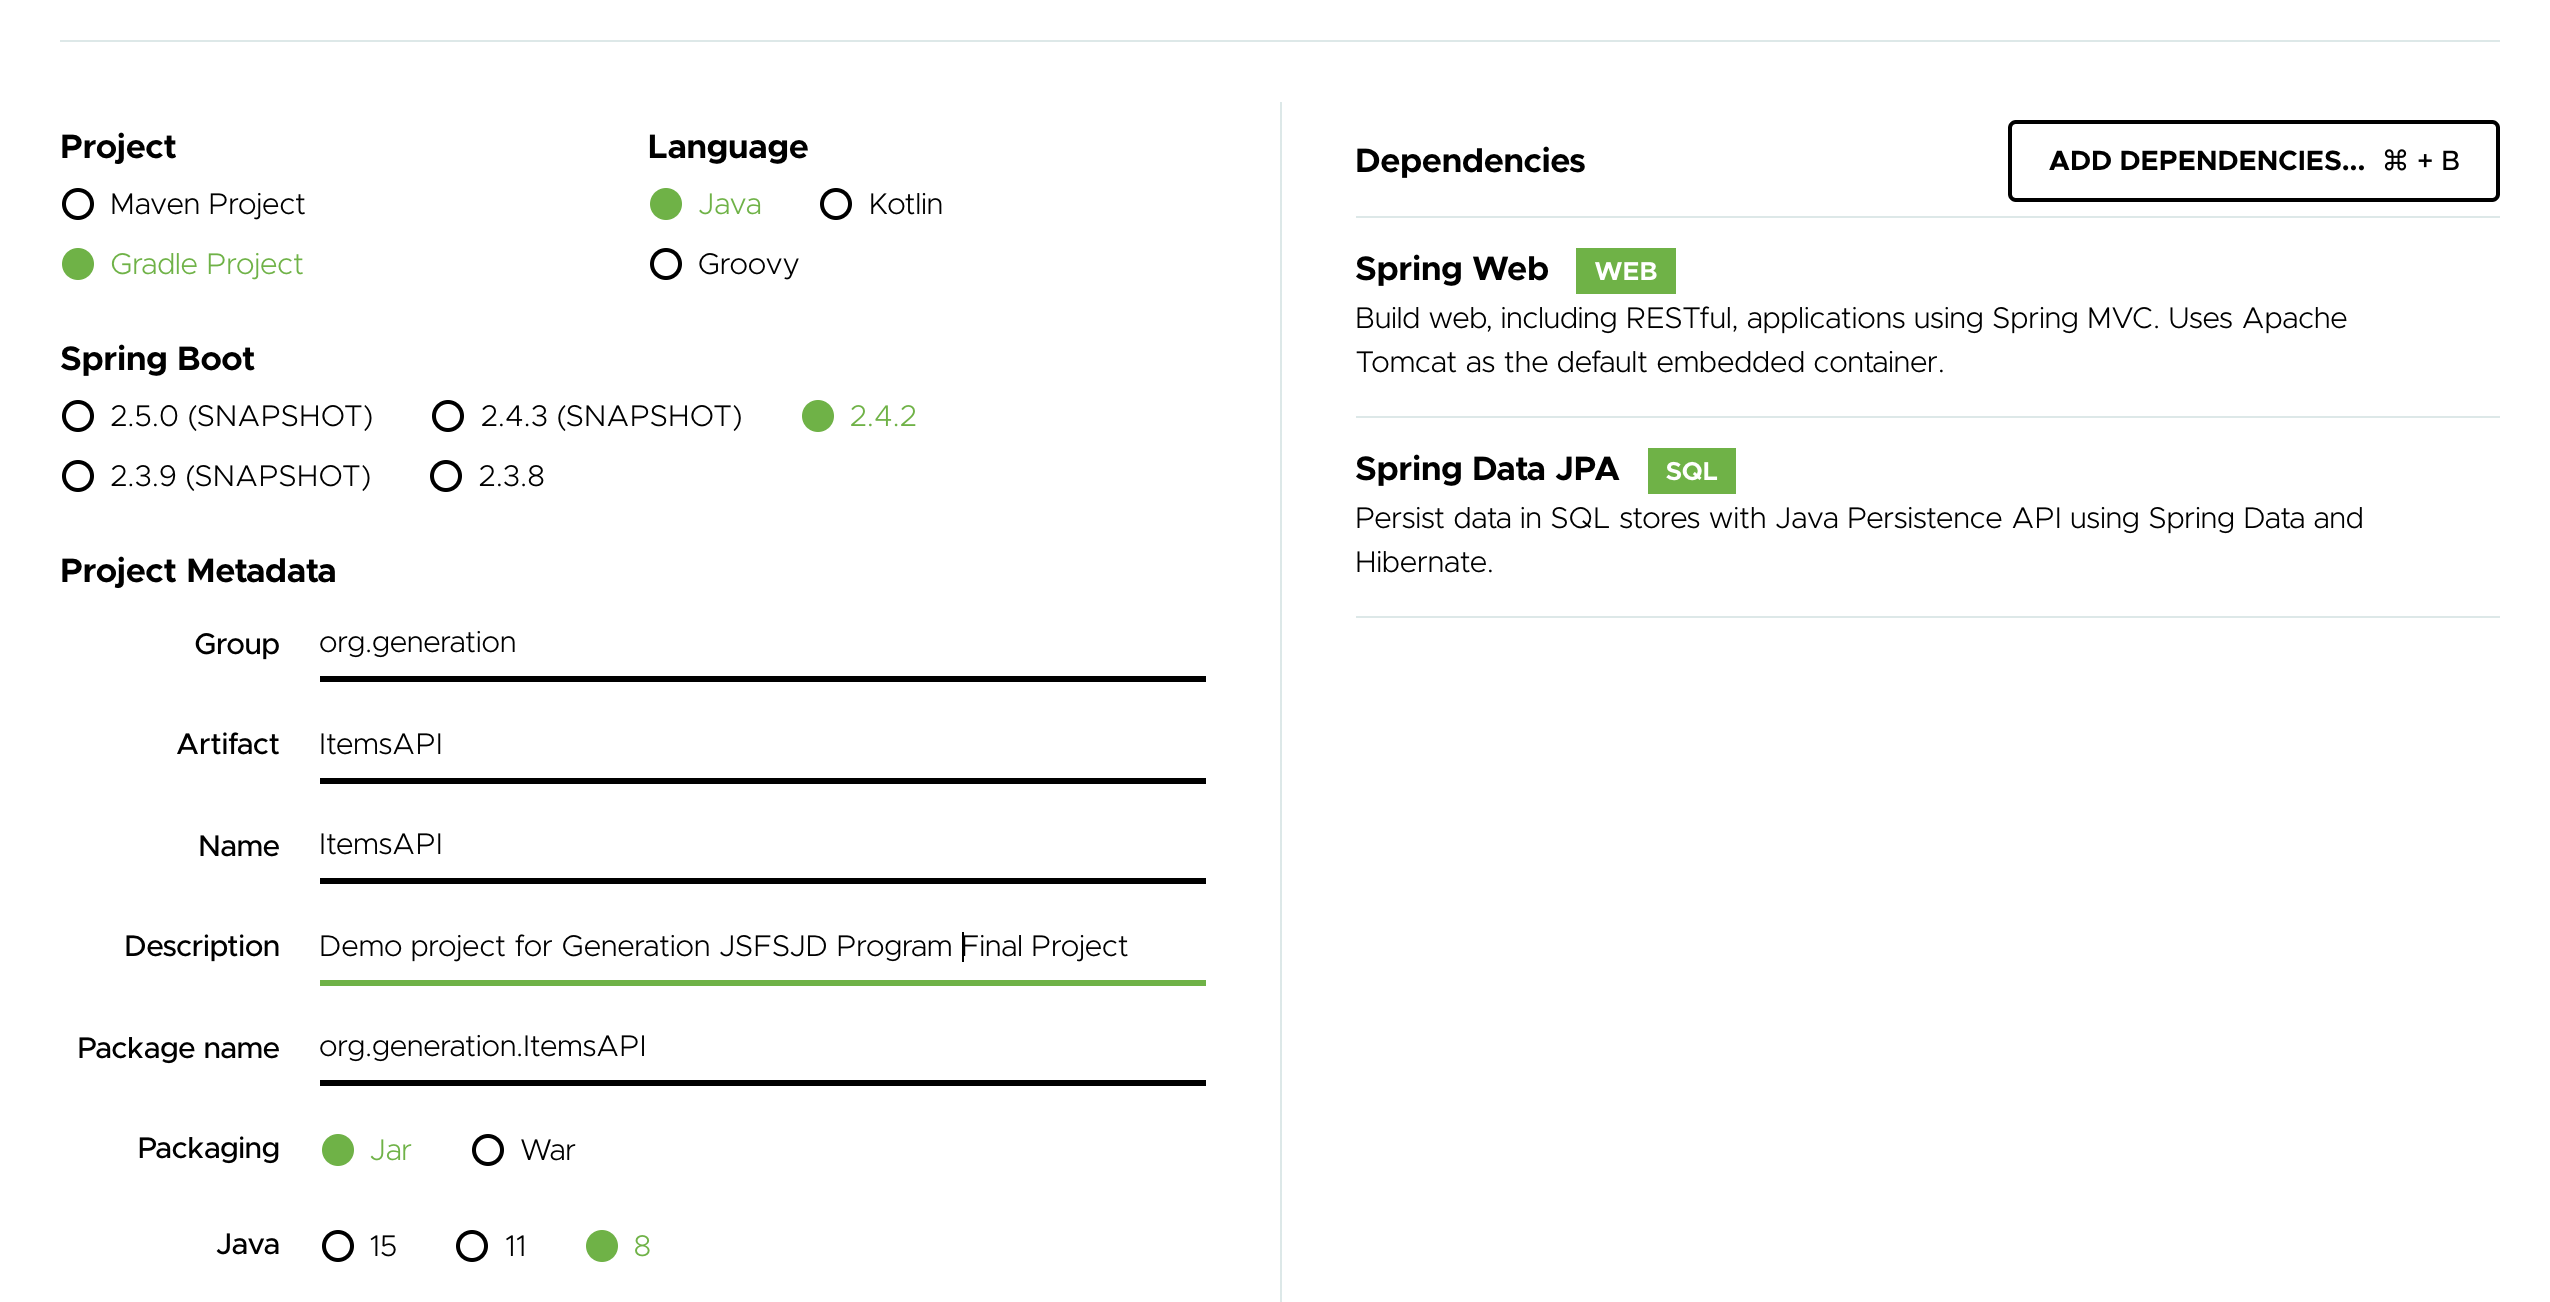 Project
Maven Project
Gradle Project
Language
Java Kotlin
Groovy
Spring Boot
2.5.0 (SNAPSHOT) 2.4.3 (SNAPSHOT) 2.4.2
2.3.9 (SNAPSHOT) 2.3.8
Project Metadata
Group org.generation
Artifact ItemsAPI
Name ItemsAPI
Description Demo project for Generation JSFSJD Program Final Project
Package name org.generation.ItemsAPI
Packaging Jar War
Java 15 11 8
Dependencies ADD DEPENDENCIES... ⌘ + B
Spring Web WEB
Build web, including RESTful, applications using Spring MVC. Uses Apache
Tomcat as the default embedded container.
Spring Data JPA SQL
Persist data in SQL stores with Java Persistence API using Spring Data and
Hibernate.